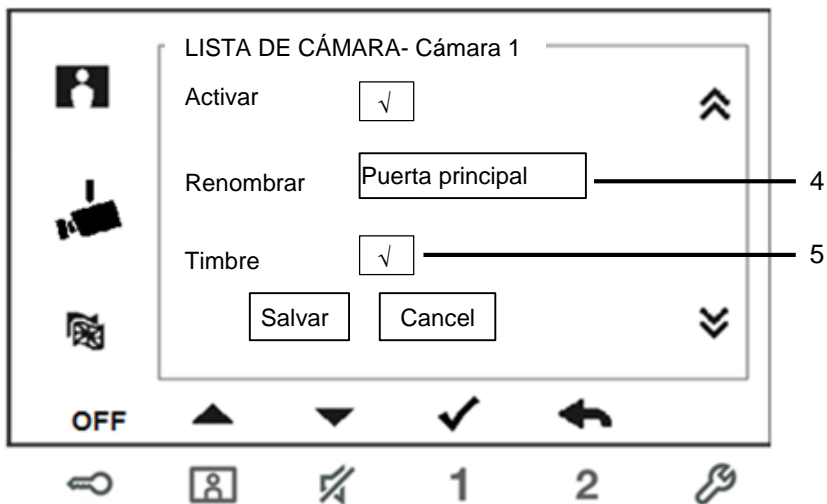 LISTA DE CÁMARA- Cámara 1
Activar √
Renombrar Puerta principal 4
Timbre √ 5
Salvar Cancel
OFF
1 2